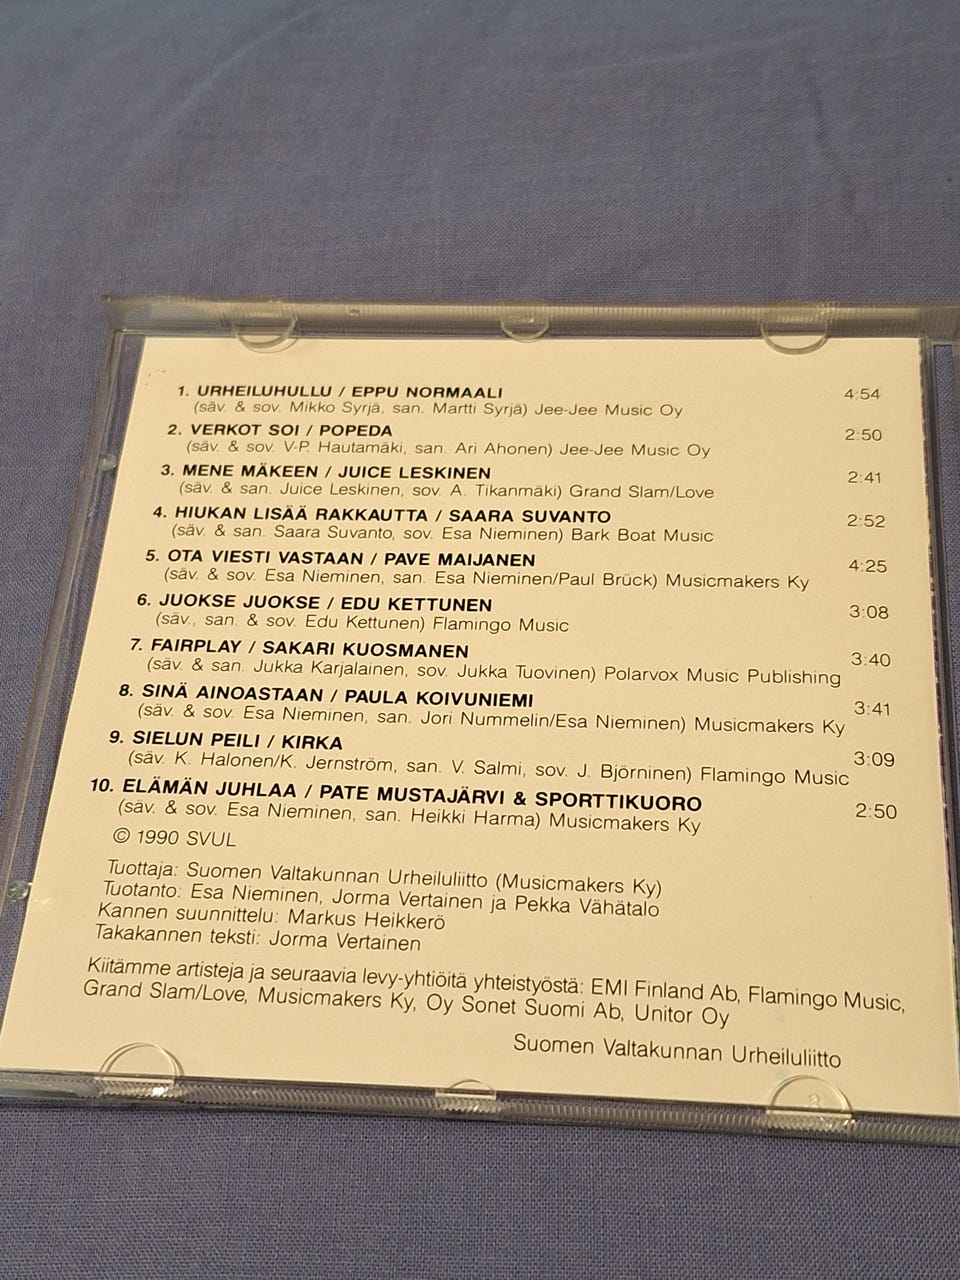 1. URHEILUHULLU / EPPU NORMAALI 4:54
(säv. & sov. Mikko Syrjä, san. Martti Syrjä) Jee-Jee Music Oy
2. VERKOT SOI / POPEDA 2:50
(säv. & sov. V-P. Hautamäki, san. Ari Ahonen) Jee-Jee Music Oy
3. MENE MÄKEEN / JUICE LESKINEN 2:41
(säv. & san. Juice Leskinen, sov. A. Tikanmäki) Grand Slam/Love
4. HIUKAN LISÄÄ RAKKAUTTA / SAARA SUVANTO 2:52
(säv. & san. Saara Suvanto, sov. Esa Nieminen) Bark Boat Music
5. OTA VIESTI VASTAAN / PAVE MAIJANEN 4:25
(säv. & sov. Esa Nieminen, san. Esa Nieminen/Paul Brück) Musicmakers Ky
6. JUOKSE JUOKSE / EDU KETTUNEN 3:08
(säv., san. & sov. Edu Kettunen) Flamingo Music
7. FAIRPLAY / SAKARI KUOSMANEN 3:40
(säv. & san. Jukka Karjalainen, sov. Jukka Tuovinen) Polarvox Music Publishing
8. SINÄ AINOASTAAN / PAULA KOIVUNIEMI 3:41
(säv. & sov. Esa Nieminen, san. Jori Nummelin/Esa Nieminen) Musicmakers Ky
9. SIELUN PEILI / KIRKA 3:09
(säv. K. Halonen/K. Jernström, san. V. Salmi, sov. J. Björninen) Flamingo Music
10. ELÄMÄN JUHLAA / PATE MUSTAJÄRVI & SPORTTIKUORO 2:50
(säv. & sov. Esa Nieminen, san. Heikki Harma) Musicmakers Ky
© 1990 SVUL
Tuottaja: Suomen Valtakunnan Urheiluliitto (Musicmakers Ky)
Tuotanto: Esa Nieminen, Jorma Vertainen ja Pekka Vähätalo
Kannen suunnittelu: Markus Heikkerö
Takakannen teksti: Jorma Vertainen
Kiitämme artisteja ja seuraavia levy-yhtiöitä yhteistyöstä: EMI Finland Ab, Flamingo Music,
Grand Slam/Love, Musicmakers Ky, Oy Sonet Suomi Ab, Unitor Oy
Suomen Valtakunnan Urheiluliitto